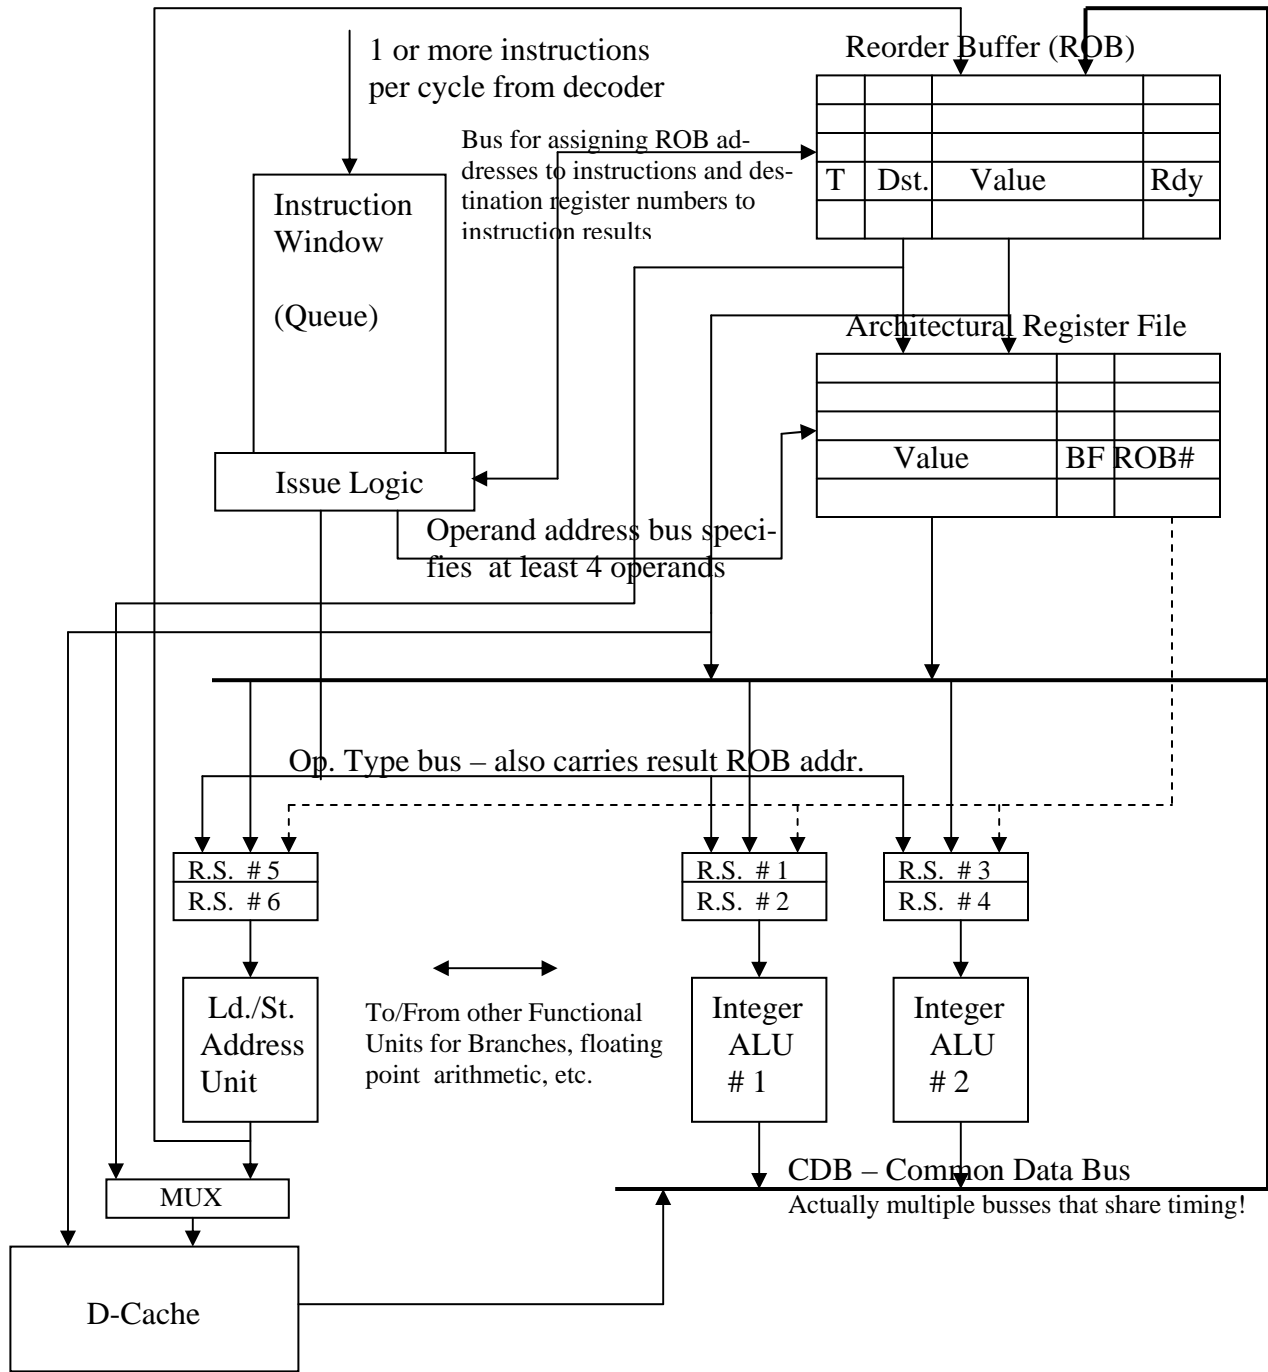 Reorder Buffer (ROB)
1 or more instructions
per cycle from decoder
Bus for assigning ROB ad-
dresses to instructions and des-
tination register numbers to
instruction results
T Dst. Value Rdy
Instruction
Window
(Queue)
Architectural Register File
Value BF ROB#
Issue Logic
Operand address bus speci-
fies at least 4 operands
Op. Type bus – also carries result ROB addr.
R.S. # 5
R.S. # 6
R.S. # 1
R.S. # 2
R.S. # 3
R.S. # 4
Ld./St.
Address
Unit
To/From other Functional
Units for Branches, floating
point arithmetic, etc.
Integer
ALU
# 1
Integer
ALU
# 2
CDB – Common Data Bus
Actually multiple busses that share timing!
MUX
D-Cache